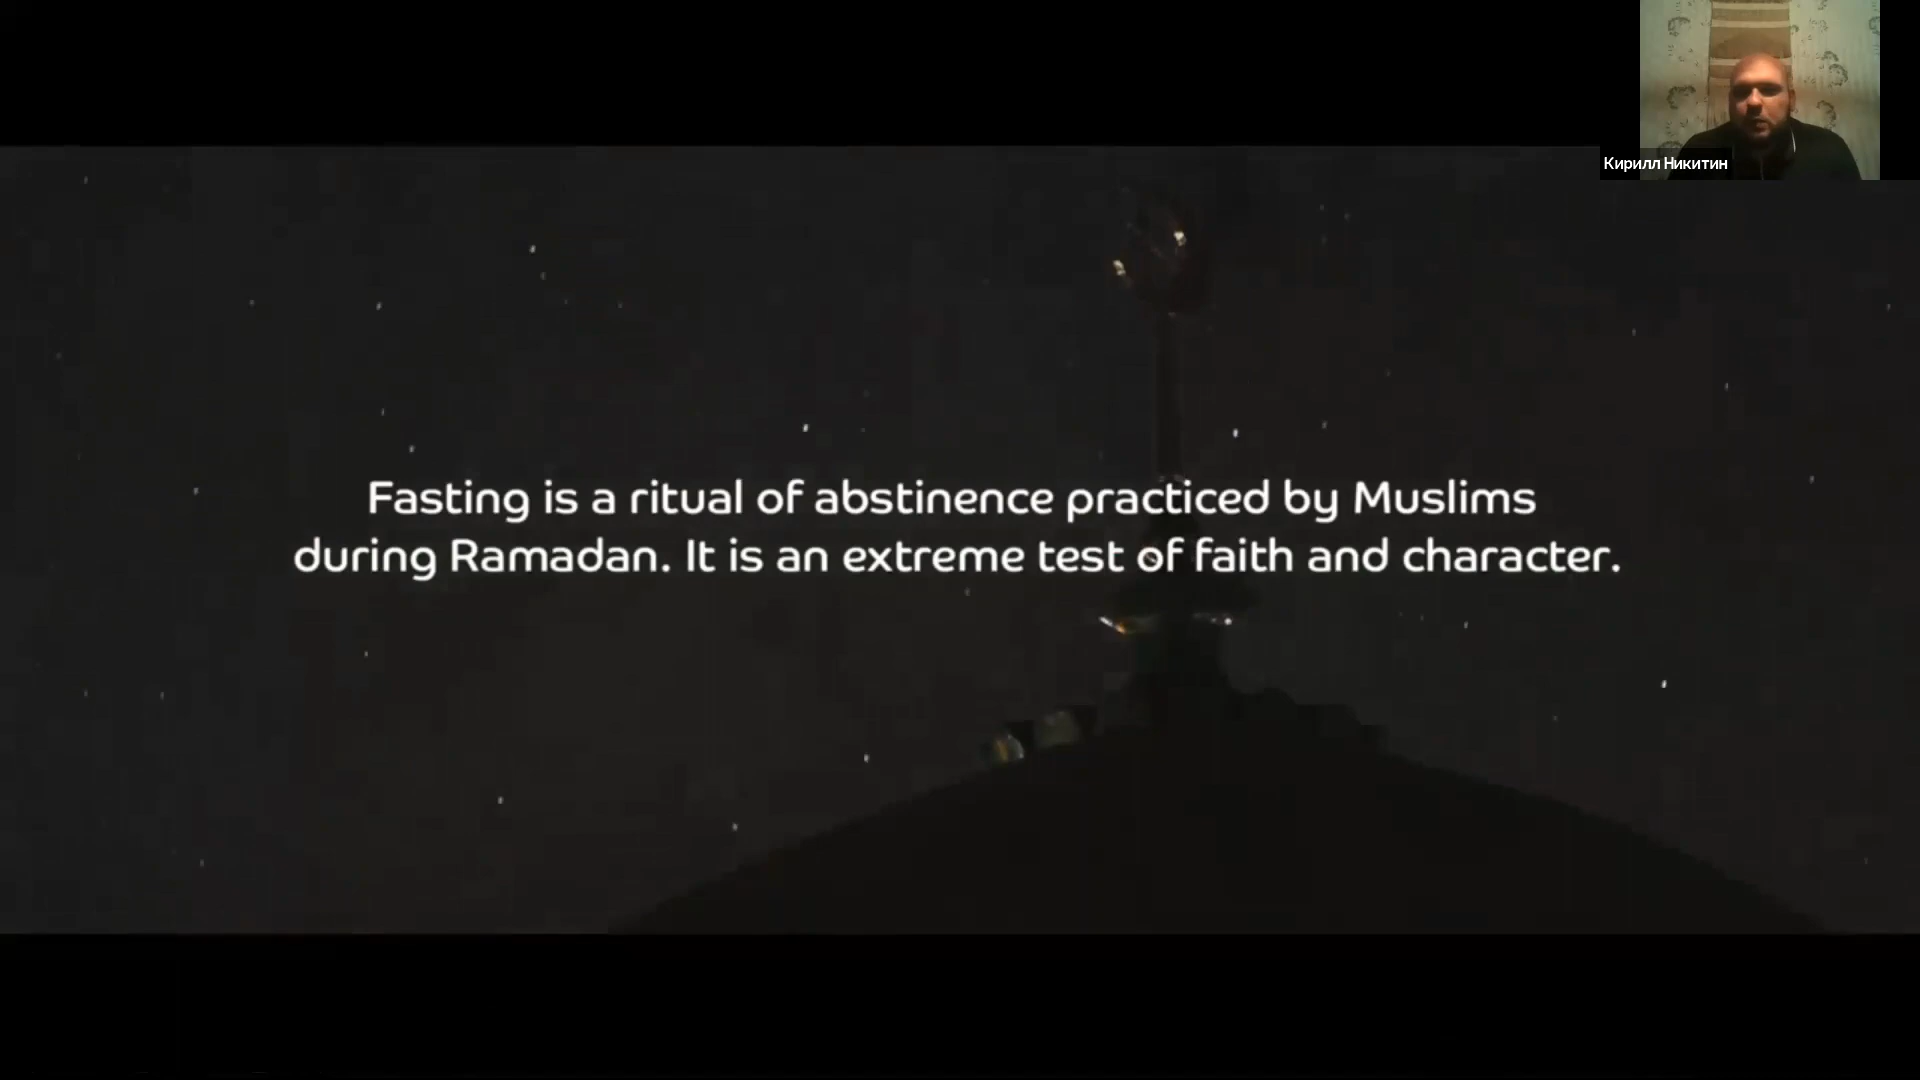 Кирилл Никитин
Fasting is a ritual of abstinence practiced by Muslims
during Ramadan. It is an extreme test of faith and character.